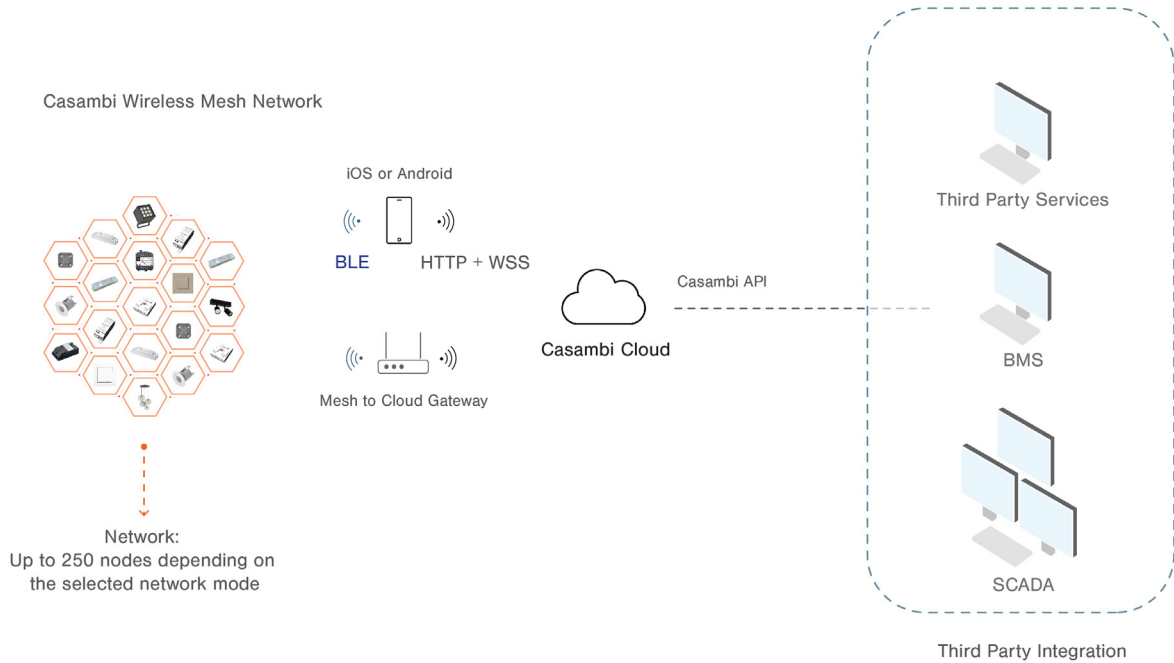 Casambi Wireless Mesh Network
iOS or Android
BLE
HTTP + WSS
Mesh to Cloud Gateway
Casambi Cloud
Casambi API
Third Party Services
BMS
SCADA
Third Party Integration
Network:
Up to 250 nodes depending on
the selected network mode